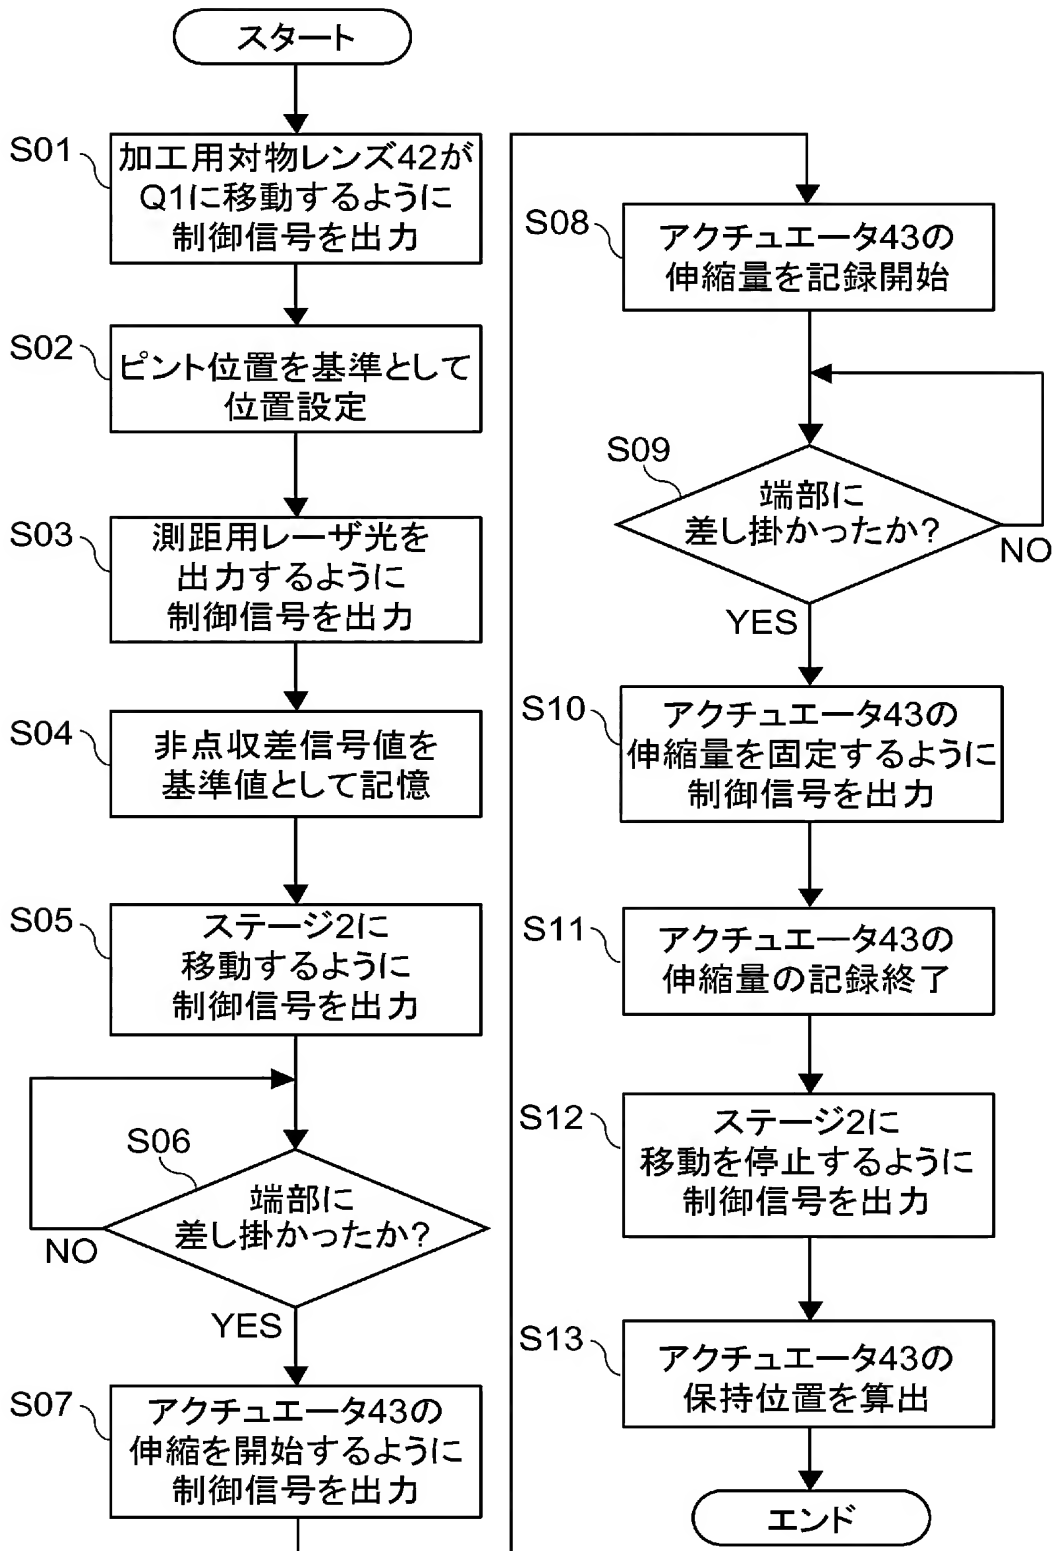 スタート
S01
加工用対物レンズ42が
Q1に移動するように
制御信号を出力
S02
ピント位置を基準として
位置設定
S03
測距用レーザ光を
出力するように
制御信号を出力
S04
非点収差信号値を
基準値として記憶
S05
ステージ2に
移動するように
制御信号を出力
S06
端部に
差し掛かったか?
NO
YES
S07
アクチュエータ43の
伸縮を開始するように
制御信号を出力
S08
アクチュエータ43の
伸縮量を記録開始
S09
端部に
差し掛かったか?
NO
YES
S10
アクチュエータ43の
伸縮量を固定するように
制御信号を出力
S11
アクチュエータ43の
伸縮量の記録終了
S12
ステージ2に
移動を停止するように
制御信号を出力
S13
アクチュエータ43の
保持位置を算出
エンド